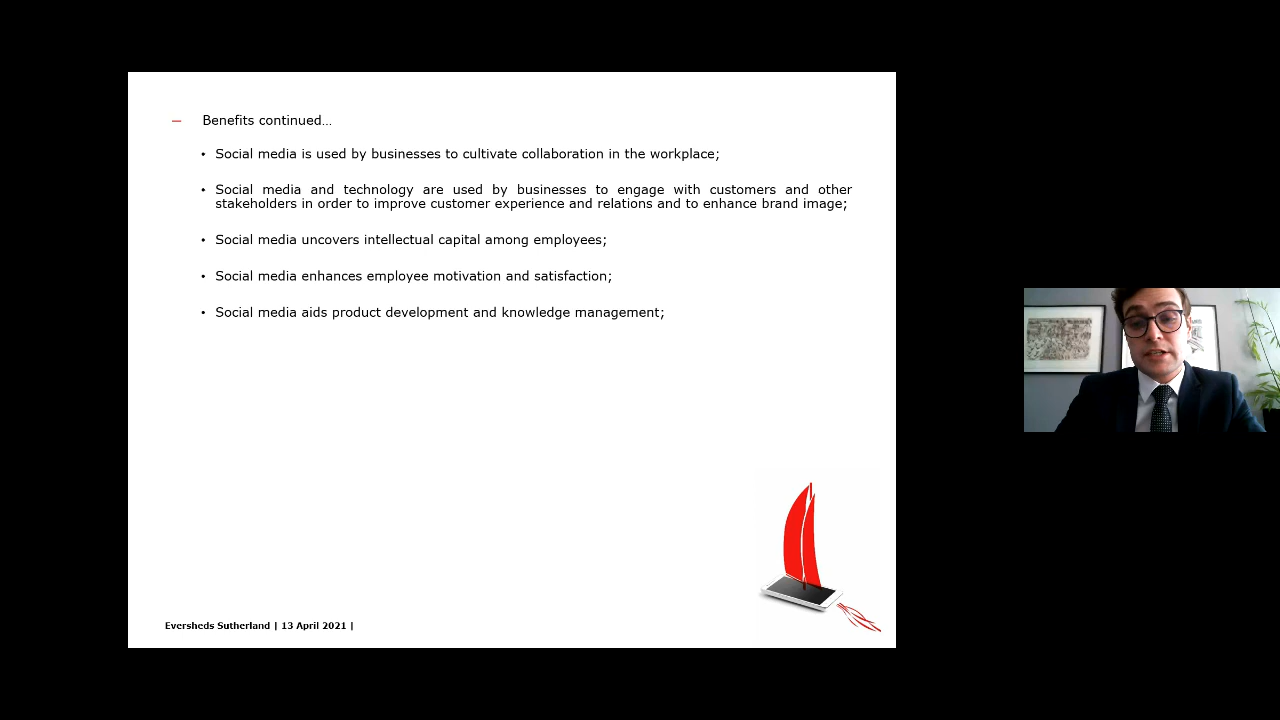 – Benefits continued...
• Social media is used by businesses to cultivate collaboration in the workplace;
• Social media and technology are used by businesses to engage with customers and other
stakeholders in order to improve customer experience and relations and to enhance brand image;
• Social media uncovers intellectual capital among employees;
• Social media enhances employee motivation and satisfaction;
• Social media aids product development and knowledge management;
Eversheds Sutherland | 13 April 2021 |